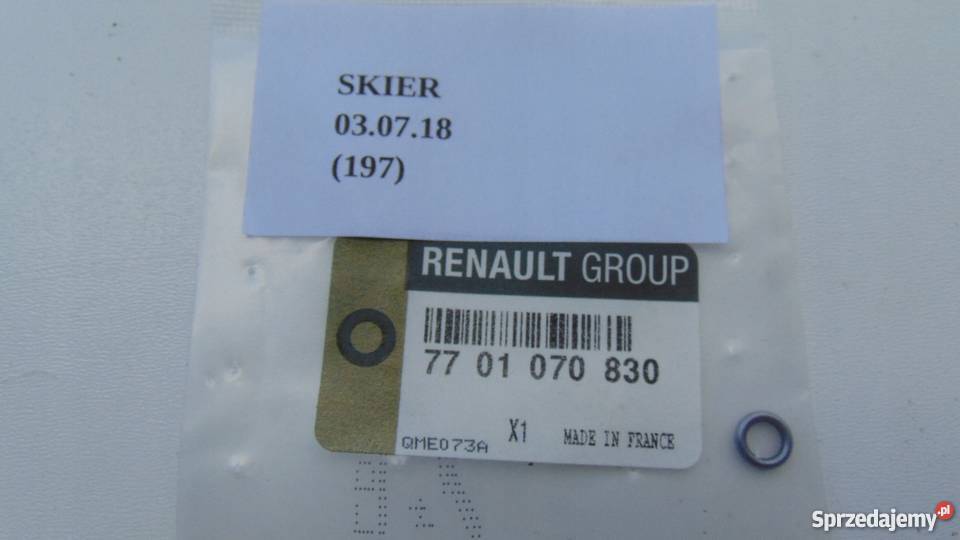 SKIER
03.07.18
(197)
RENAULT GROUP
77 01 070 830
QME073A X1 MADE IN FRANCE
Sprzedajemy.pl